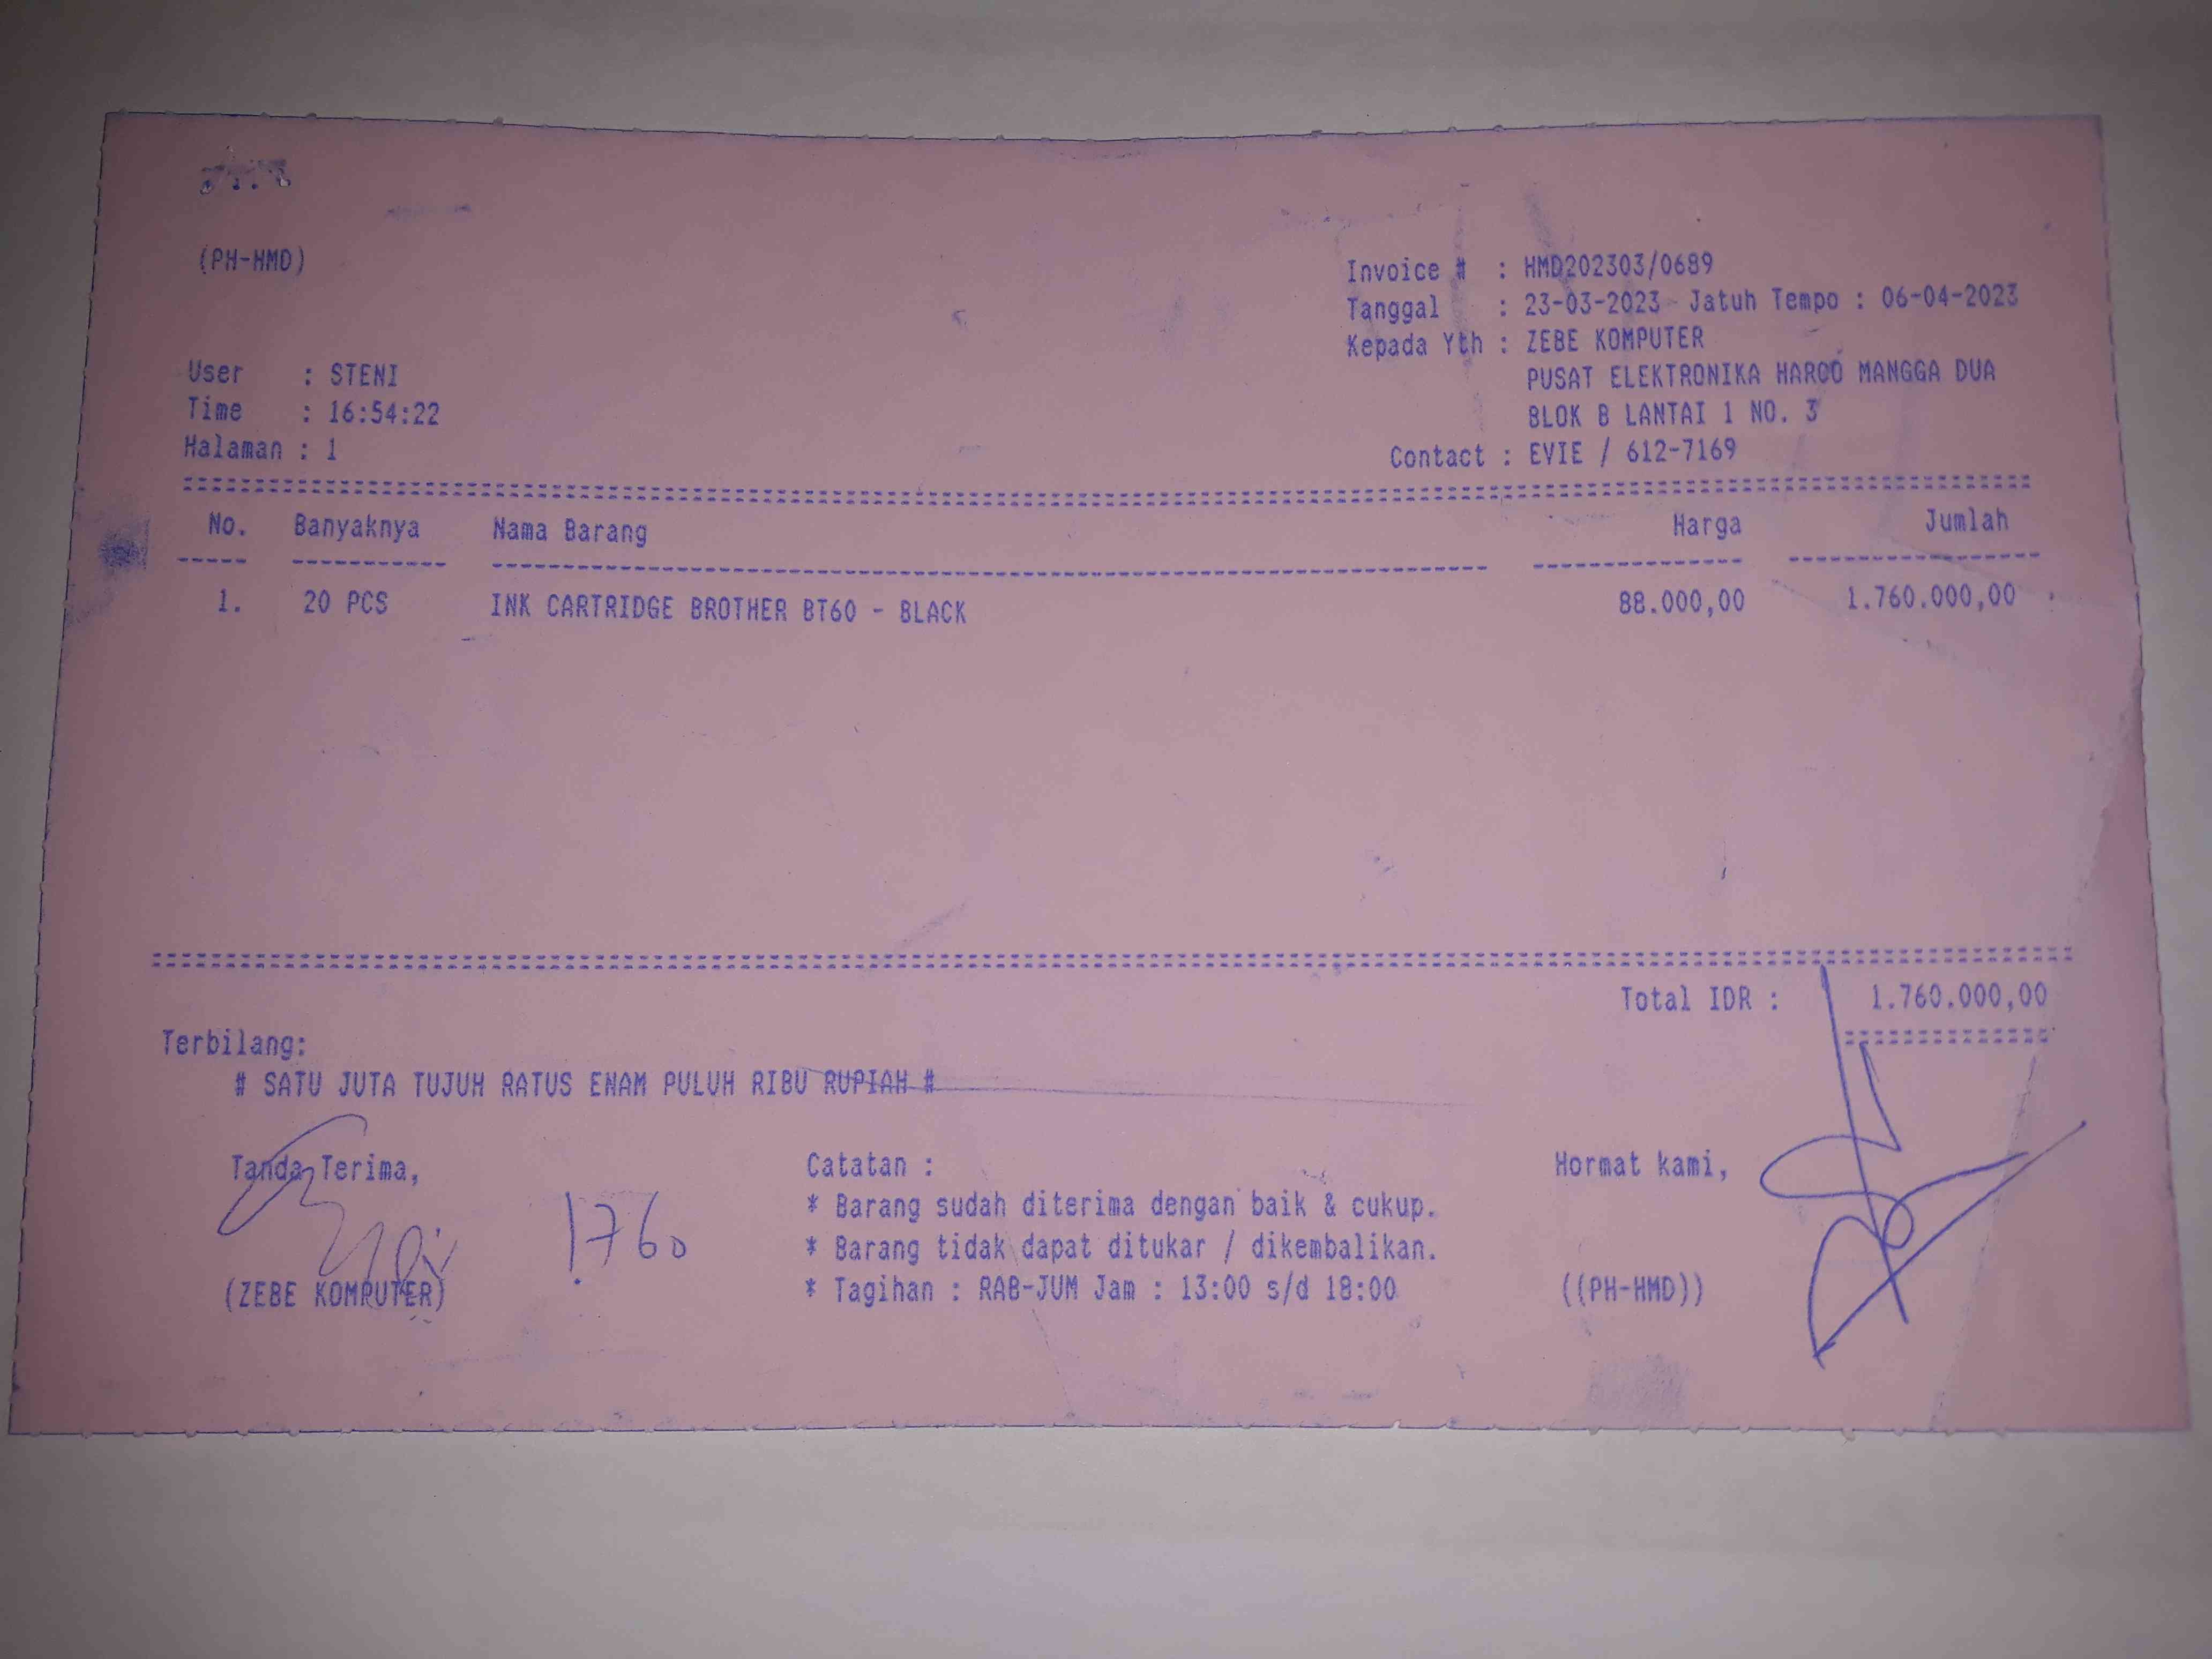 (PH-HMD)
Invoice # : HMD202303/0689
Tanggal : 23-03-2023 Jatuh Tempo : 06-04-2023
Kepada Yth : ZEBE KOMPUTER
PUSAT ELEKTRONIKA HARCO MANGGA DUA
BLOK B LANTAI 1 NO. 3
Contact : EVIE / 612-7169
User : STENI
Time : 16:54:22
Halaman : 1
No. Banyaknya Nama Barang Harga Jumlah
1. 20 PCS INK CARTRIDGE BROTHER BT60 - BLACK 88.000,00 1.760.000,00
Total IDR : 1.760.000,00
Terbilang:
# SATU JUTA TUJUH RATUS ENAM PULUH RIBU RUPIAH #
Tanda Terima,
(ZEBE KOMPUTER)
1.760
Catatan :
* Barang sudah diterima dengan baik & cukup.
* Barang tidak dapat ditukar / dikembalikan.
* Tagihan : RAB-JUM Jam : 13:00 s/d 18:00
Hormat kami,
((PH-HMD))